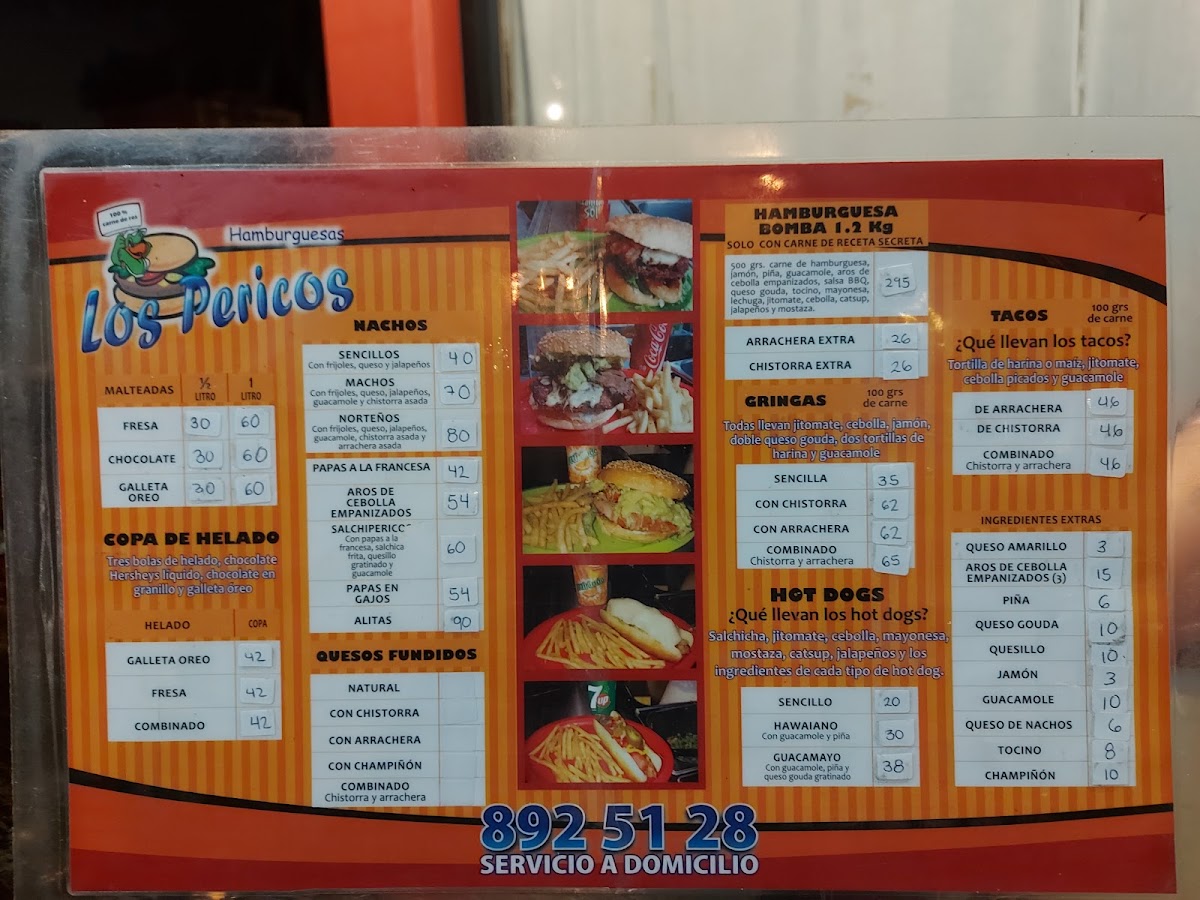 100 %
carne de res
Hamburguesas
Los Pericos
MALTEADAS ½ LITRO 1 LITRO
FRESA 30 60
CHOCOLATE 30 60
GALLETA OREO 30 60
COPA DE HELADO
Tres bolas de helado, chocolate
Hersheys liquido, chocolate en
granillo y galleta óreo
HELADO COPA
GALLETA OREO 42
FRESA 42
COMBINADO 42
NACHOS
SENCILLOS 40
Con frijoles, queso y jalapeños
MACHOS 70
Con frijoles, queso, jalapeños,
guacamole y chistorra asada
NORTEÑOS 80
Con frijoles, queso, jalapeños,
guacamole, chistorra asada y
arrachera asada
PAPAS A LA FRANCESA 42
AROS DE
CEBOLLA
EMPANIZADOS 54
SALCHIPERICO
Con papas a la
francesa, salchica
frita, quesillo
gratinado y
guacamole 60
PAPAS EN
GAJOS 54
ALITAS 90
QUESOS FUNDIDOS
NATURAL
CON CHISTORRA
CON ARRACHERA
CON CHAMPIÑÓN
COMBINADO
Chistorra y arrachera
Coca-Cola
7up
HAMBURGUESA
BOMBA 1.2 Kg
SOLO CON CARNE DE RECETA SECRETA
500 grs. carne de hamburguesa,
jamón, piña, guacamole, aros de
cebolla empanizados, salsa BBQ,
queso gouda, tocino, mayonesa,
lechuga, jitomate, cebolla, catsup,
jalapeños y mostaza. 295
ARRACHERA EXTRA 26
CHISTORRA EXTRA 26
GRINGAS 100 grs
de carne
Todas llevan jitomate, cebolla, jamón,
doble queso gouda, dos tortillas de
harina y guacamole
SENCILLA 35
CON CHISTORRA 62
CON ARRACHERA 62
COMBINADO 65
Chistorra y arrachera
HOT DOGS
¿Qué llevan los hot dogs?
Salchicha, jitomate, cebolla, mayonesa,
mostaza, catsup, jalapeños y los
ingredientes de cada tipo de hot dog.
SENCILLO 20
HAWAIANO 30
Con guacamole y piña
GUACAMAYO 38
Con guacamole, piña y
queso gouda gratinado
TACOS 100 grs
de carne
¿Qué llevan los tacos?
Tortilla de harina o maíz, jitomate,
cebolla picados y guacamole
DE ARRACHERA 46
DE CHISTORRA 46
COMBINADO 46
Chistorra y arrachera
INGREDIENTES EXTRAS
QUESO AMARILLO 3
AROS DE CEBOLLA
EMPANIZADOS (3) 15
PIÑA 6
QUESO GOUDA 10
QUESILLO 10
JAMÓN 3
GUACAMOLE 10
QUESO DE NACHOS 6
TOCINO 8
CHAMPIÑÓN 10
892 51 28
SERVICIO A DOMICILIO